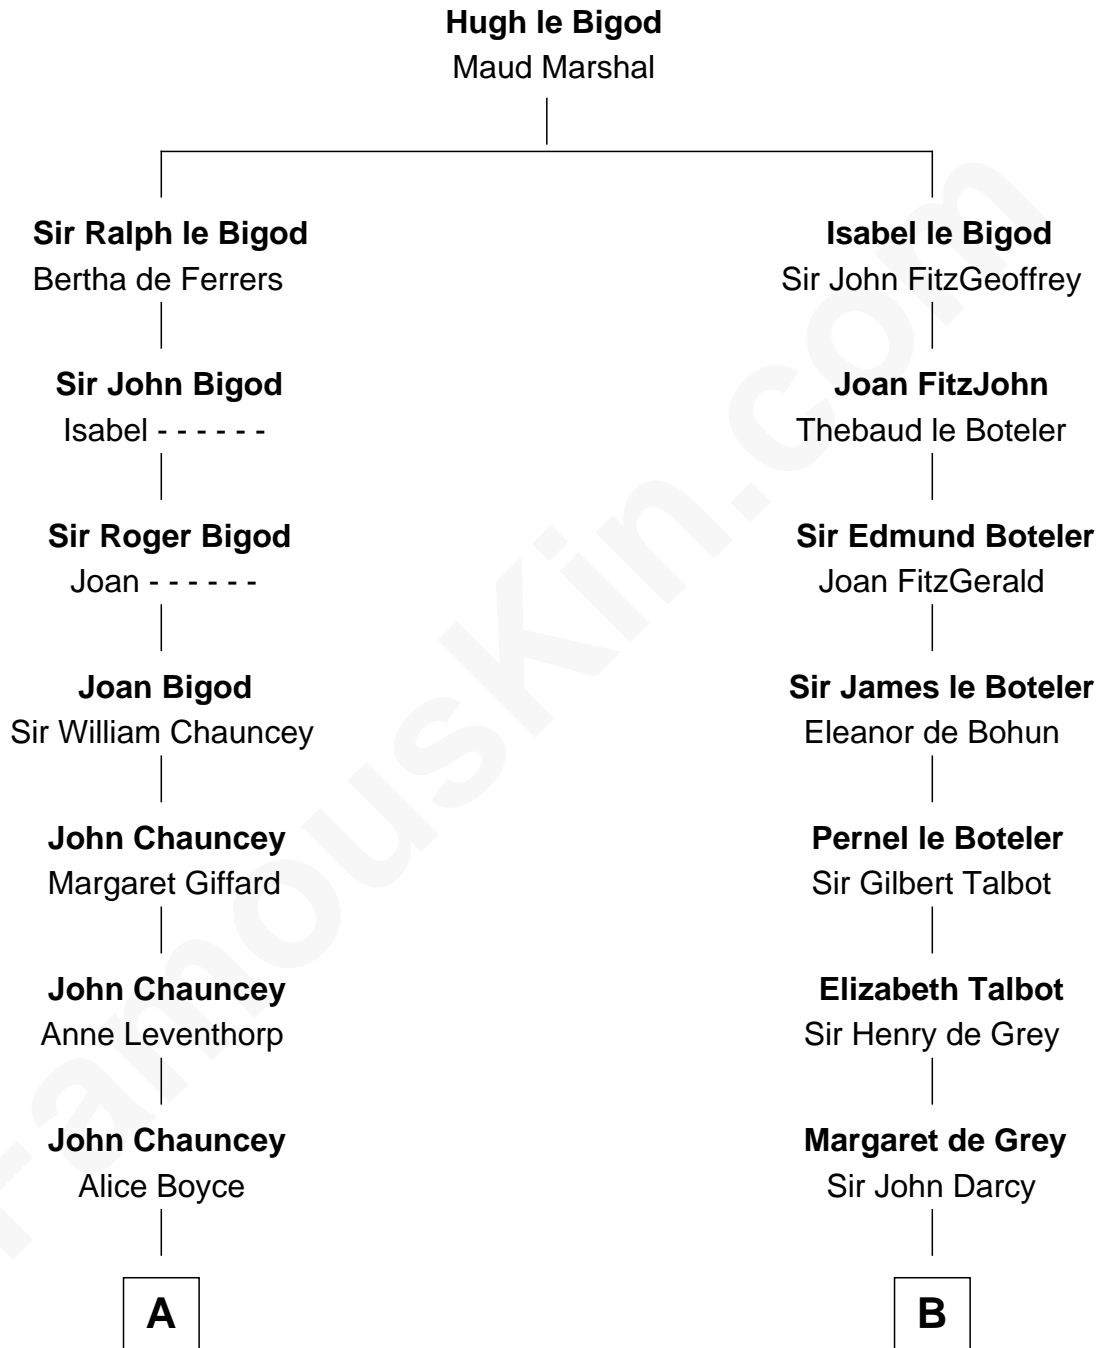 Hugh le Bigod
Maud Marshal
Sir Ralph le Bigod
Bertha de Ferrers
Isabel le Bigod
Sir John FitzGeoffrey
Sir John Bigod
Isabel - - - - - -
Joan FitzJohn
Thebaud le Boteler
Sir Roger Bigod
Joan - - - - - -
Sir Edmund Boteler
Joan FitzGerald
Joan Bigod
Sir William Chauncey
Sir James le Boteler
Eleanor de Bohun
John Chauncey
Margaret Giffard
Pernel le Boteler
Sir Gilbert Talbot
John Chauncey
Anne Leventhorp
Elizabeth Talbot
Sir Henry de Grey
John Chauncey
Alice Boyce
Margaret de Grey
Sir John Darcy
A
B
FamousKin.com